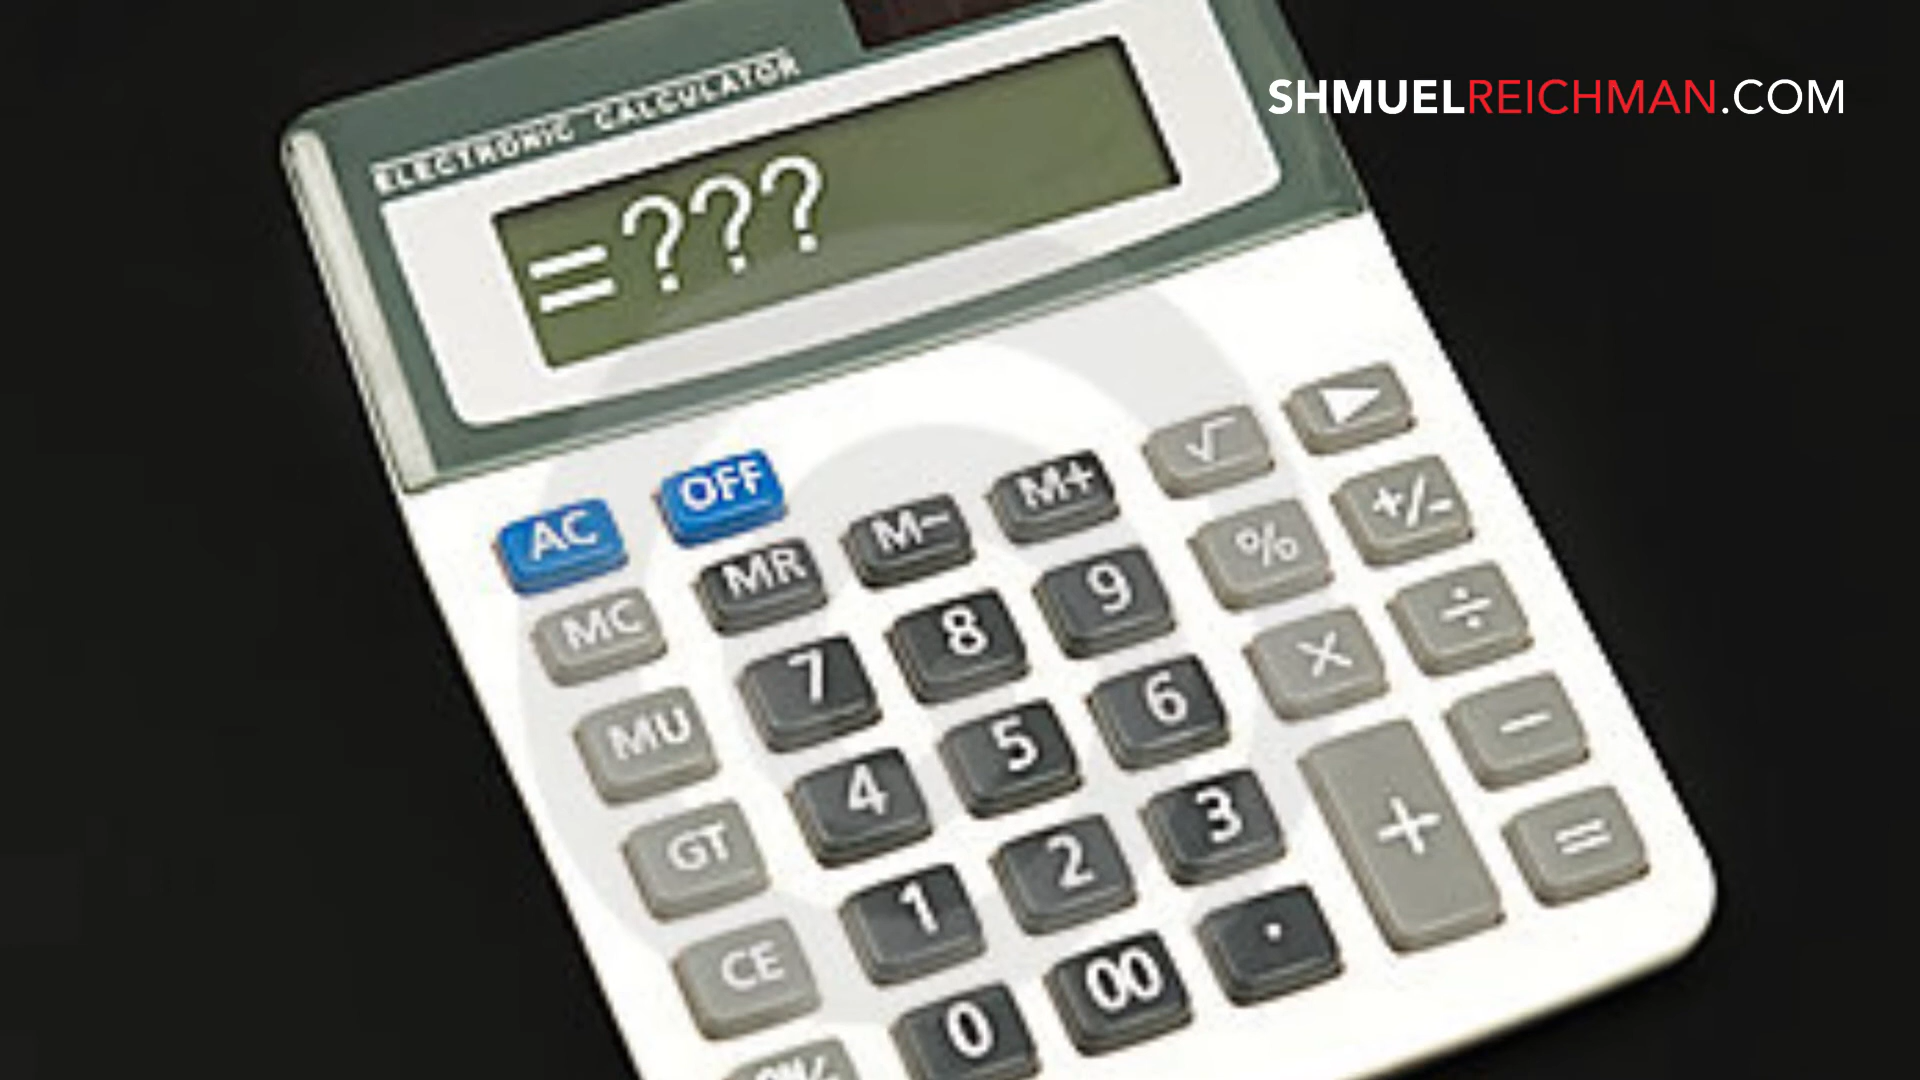 SHMUELREICHMAN.COM
ELECTRONIC CALCULATOR
=???
AC OFF
MC MR M− M+ √ ▶
MU 7 8 9 % +/-
GT 4 5 6 × ÷
CE 1 2 3 + −
0 00 . =